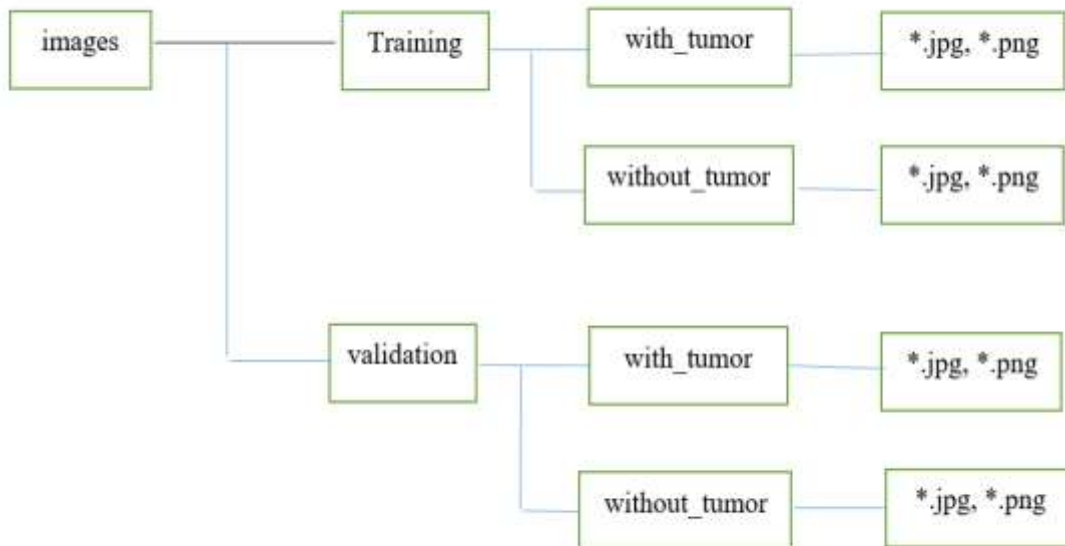 images
Training
with_tumor
*.jpg, *.png
without_tumor
*.jpg, *.png
validation
with_tumor
*.jpg, *.png
without_tumor
*.jpg, *.png